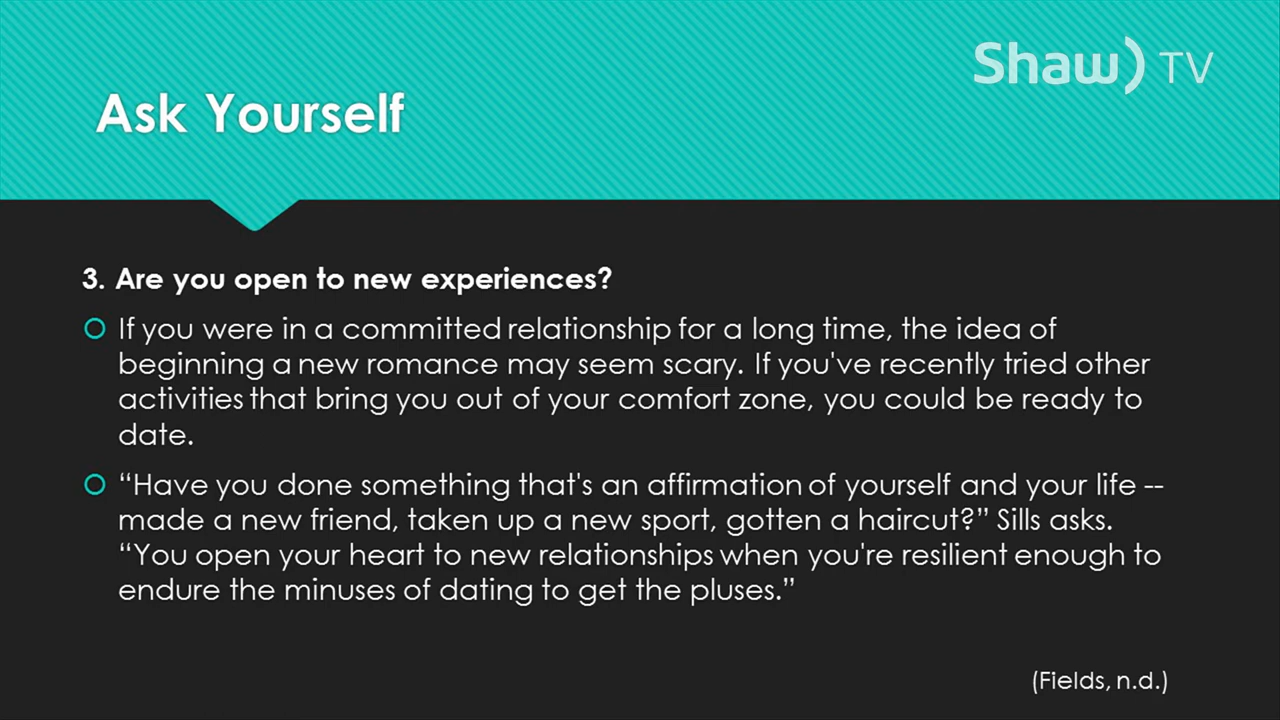 Shaw) TV
Ask Yourself
3. Are you open to new experiences?
If you were in a committed relationship for a long time, the idea of
beginning a new romance may seem scary. If you've recently tried other
activities that bring you out of your comfort zone, you could be ready to
date.
“Have you done something that's an affirmation of yourself and your life --
made a new friend, taken up a new sport, gotten a haircut?” Sills asks.
“You open your heart to new relationships when you're resilient enough to
endure the minuses of dating to get the pluses.”
(Fields, n.d.)